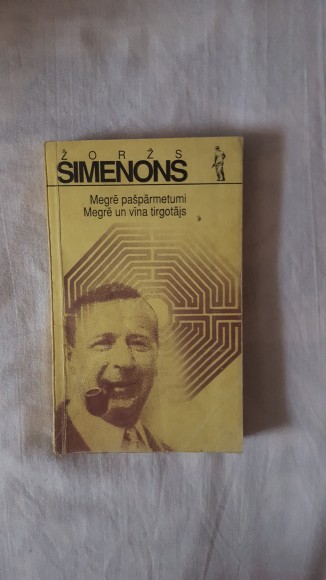 ŽORŽS
SIMENONS
Megrē pašpārmetumi
Megrē un vīna tirgotājs